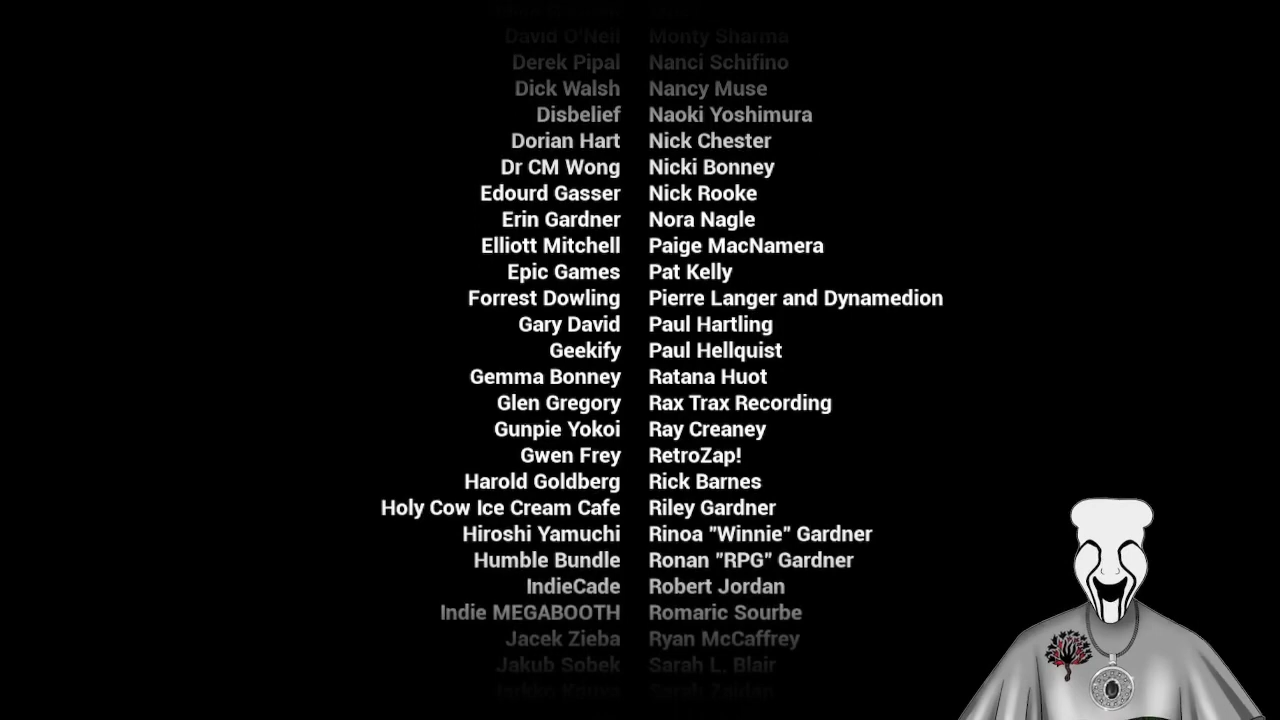 David O'Neil Monty Sharma
Derek Pipal Nanci Schifino
Dick Walsh Nancy Muse
Disbelief Naoki Yoshimura
Dorian Hart Nick Chester
Dr CM Wong Nicki Bonney
Edourd Gasser Nick Rooke
Erin Gardner Nora Nagle
Elliott Mitchell Paige MacNamera
Epic Games Pat Kelly
Forrest Dowling Pierre Langer and Dynamedion
Gary David Paul Hartling
Geekify Paul Hellquist
Gemma Bonney Ratana Huot
Glen Gregory Rax Trax Recording
Gunpie Yokoi Ray Creaney
Gwen Frey RetroZap!
Harold Goldberg Rick Barnes
Holy Cow Ice Cream Cafe Riley Gardner
Hiroshi Yamuchi Rinoa "Winnie" Gardner
Humble Bundle Ronan "RPG" Gardner
IndieCade Robert Jordan
Indie MEGABOOTH Romaric Sourbe
Jacek Zieba Ryan McCaffrey
Jakub Sobek Sarah L. Blair